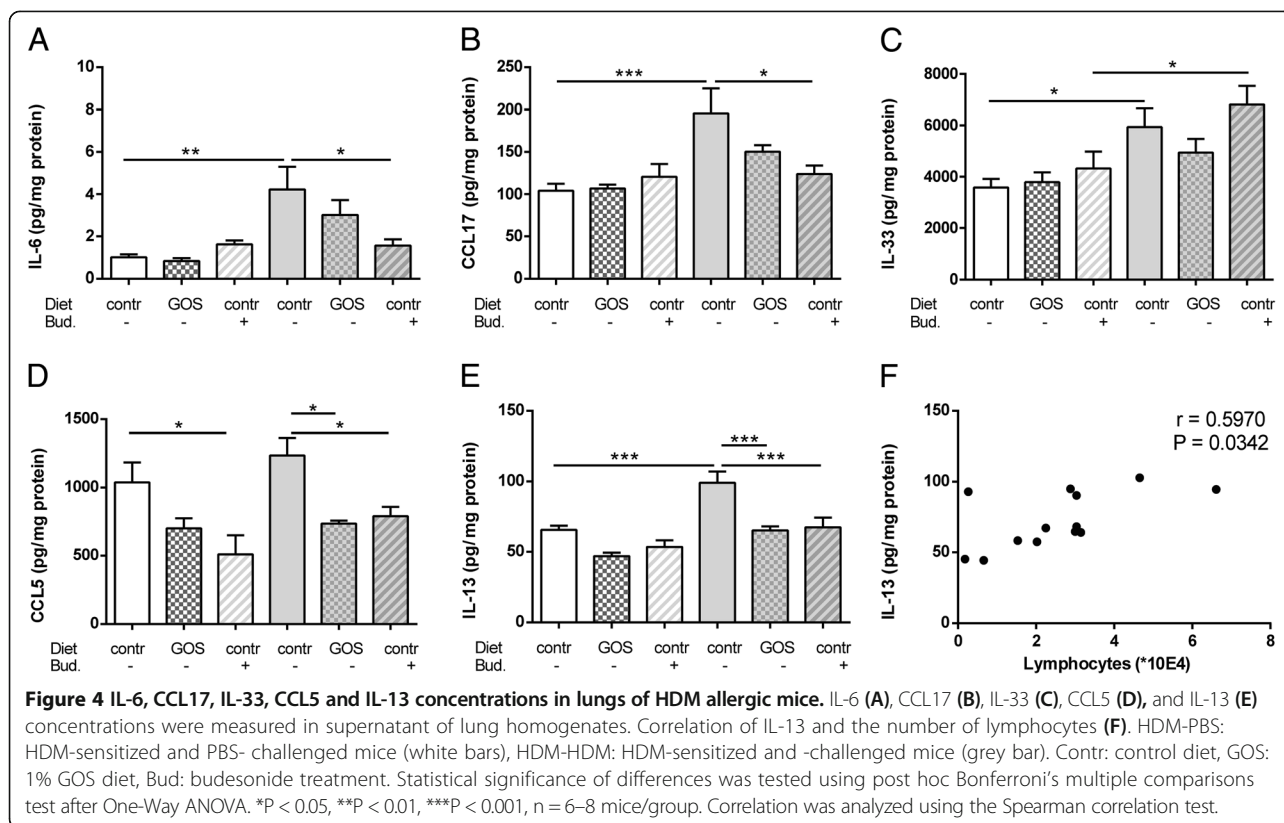 A
IL-6 (pg/mg protein)
10
8
6
4
2
0
**
*
Diet contr GOS contr contr GOS contr
Bud. - - + - - +
B
CCL17 (pg/mg protein)
250
200
150
100
50
0
***
*
contr GOS contr contr GOS contr
- - + - - +
C
IL-33 (pg/mg protein)
8000
6000
4000
2000
0
*
*
Diet contr GOS contr contr GOS contr
Bud. - - + - - +
D
CCL5 (pg/mg protein)
1500
1000
500
0
*
*
*
Diet contr GOS contr contr GOS contr
Bud. - - + - - +
E
IL-13 (pg/mg protein)
150
100
50
0
***
***
***
Diet contr GOS contr contr GOS contr
Bud. - - + - - +
F
IL-13 (pg/mg protein)
150
100
50
0
r = 0.5970
P = 0.0342
0 2 4 6 8
Lymphocytes (*10E4)
Figure 4 IL-6, CCL17, IL-33, CCL5 and IL-13 concentrations in lungs of HDM allergic mice. IL-6 (A), CCL17 (B), IL-33 (C), CCL5 (D), and IL-13 (E)
concentrations were measured in supernatant of lung homogenates. Correlation of IL-13 and the number of lymphocytes (F). HDM-PBS:
HDM-sensitized and PBS- challenged mice (white bars), HDM-HDM: HDM-sensitized and -challenged mice (grey bar). Contr: control diet, GOS:
1% GOS diet, Bud: budesonide treatment. Statistical significance of differences was tested using post hoc Bonferroni's multiple comparisons
test after One-Way ANOVA. *P < 0.05, **P < 0.01, ***P < 0.001, n = 6–8 mice/group. Correlation was analyzed using the Spearman correlation test.